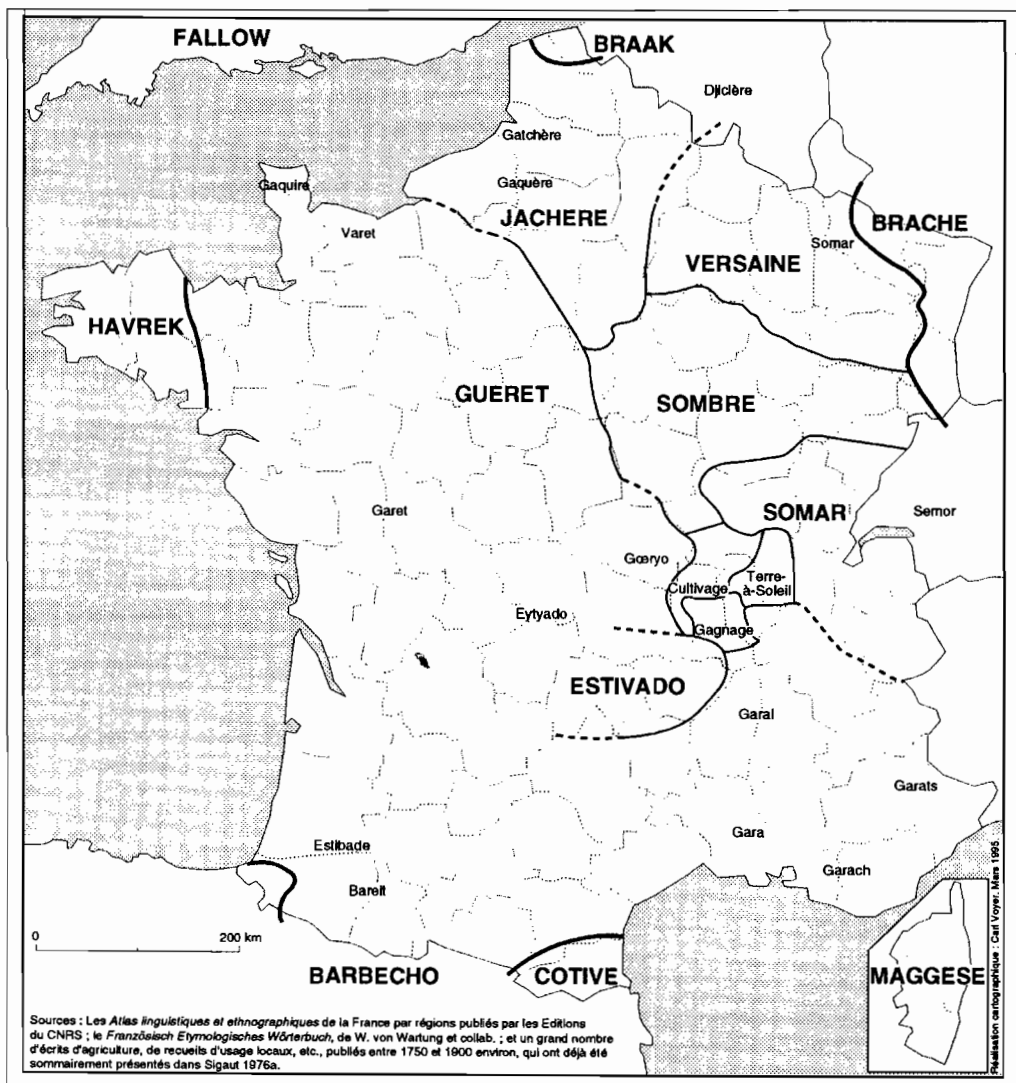 FALLOW
BRAAK
Djicière
Gatchère
Gaquère
Gaquire
JACHERE
Varet
BRACHE
Somar
VERSAINE
HAVREK
GUERET
SOMBRE
Garet
SOMAR
Semor
Gœryo
Cultivage
Terre-
à-Soleil
Eytyado
Gagnage
ESTIVADO
Garal
Garats
Gara
Estibade
Garach
Bareit
0 200 km
BARBECHO
COTIVE
MAGGESE
Réalisation cartographique : Carl Voyer. Mars 1995.
Sources : Les Atlas linguistiques et ethnographiques de la France par régions publiés par les Editions
du CNRS ; le Französisch Etymologisches Wörterbuch, de W. von Wartung et collab. ; et un grand nombre
d'écrits d'agriculture, de recueils d'usage locaux, etc., publiés entre 1750 et 1900 environ, qui ont déjà été
sommairement présentés dans Sigaut 1976a.